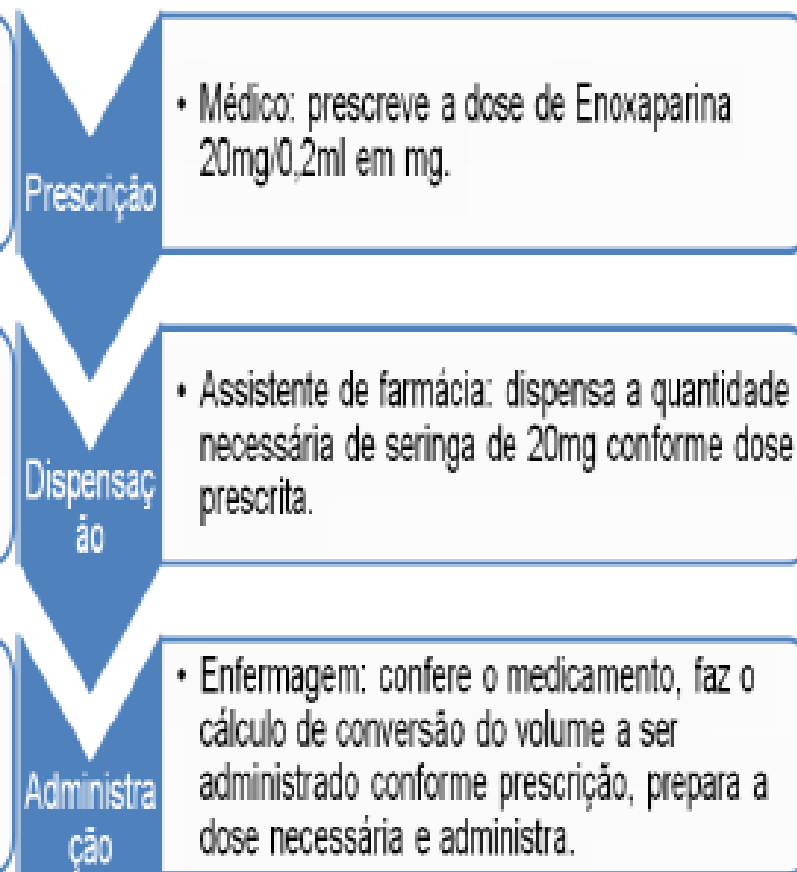 Prescrição
• Médico: prescreve a dose de Enoxaparina
20mg/0,2ml em mg.
Dispensaç
ão
• Assistente de farmácia: dispensa a quantidade
necessária de seringa de 20mg conforme dose
prescrita.
Administra
ção
• Enfermagem: confere o medicamento, faz o
cálculo de conversão do volume a ser
administrado conforme prescrição, prepara a
dose necessária e administra.